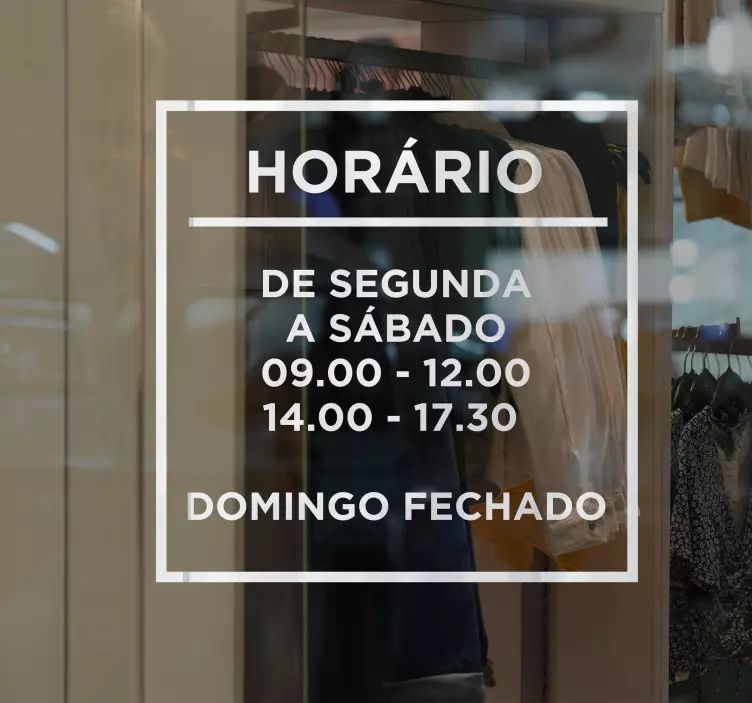 HORÁRIO
DE SEGUNDA
A SÁBADO
09.00 - 12.00
14.00 - 17.30
DOMINGO FECHADO